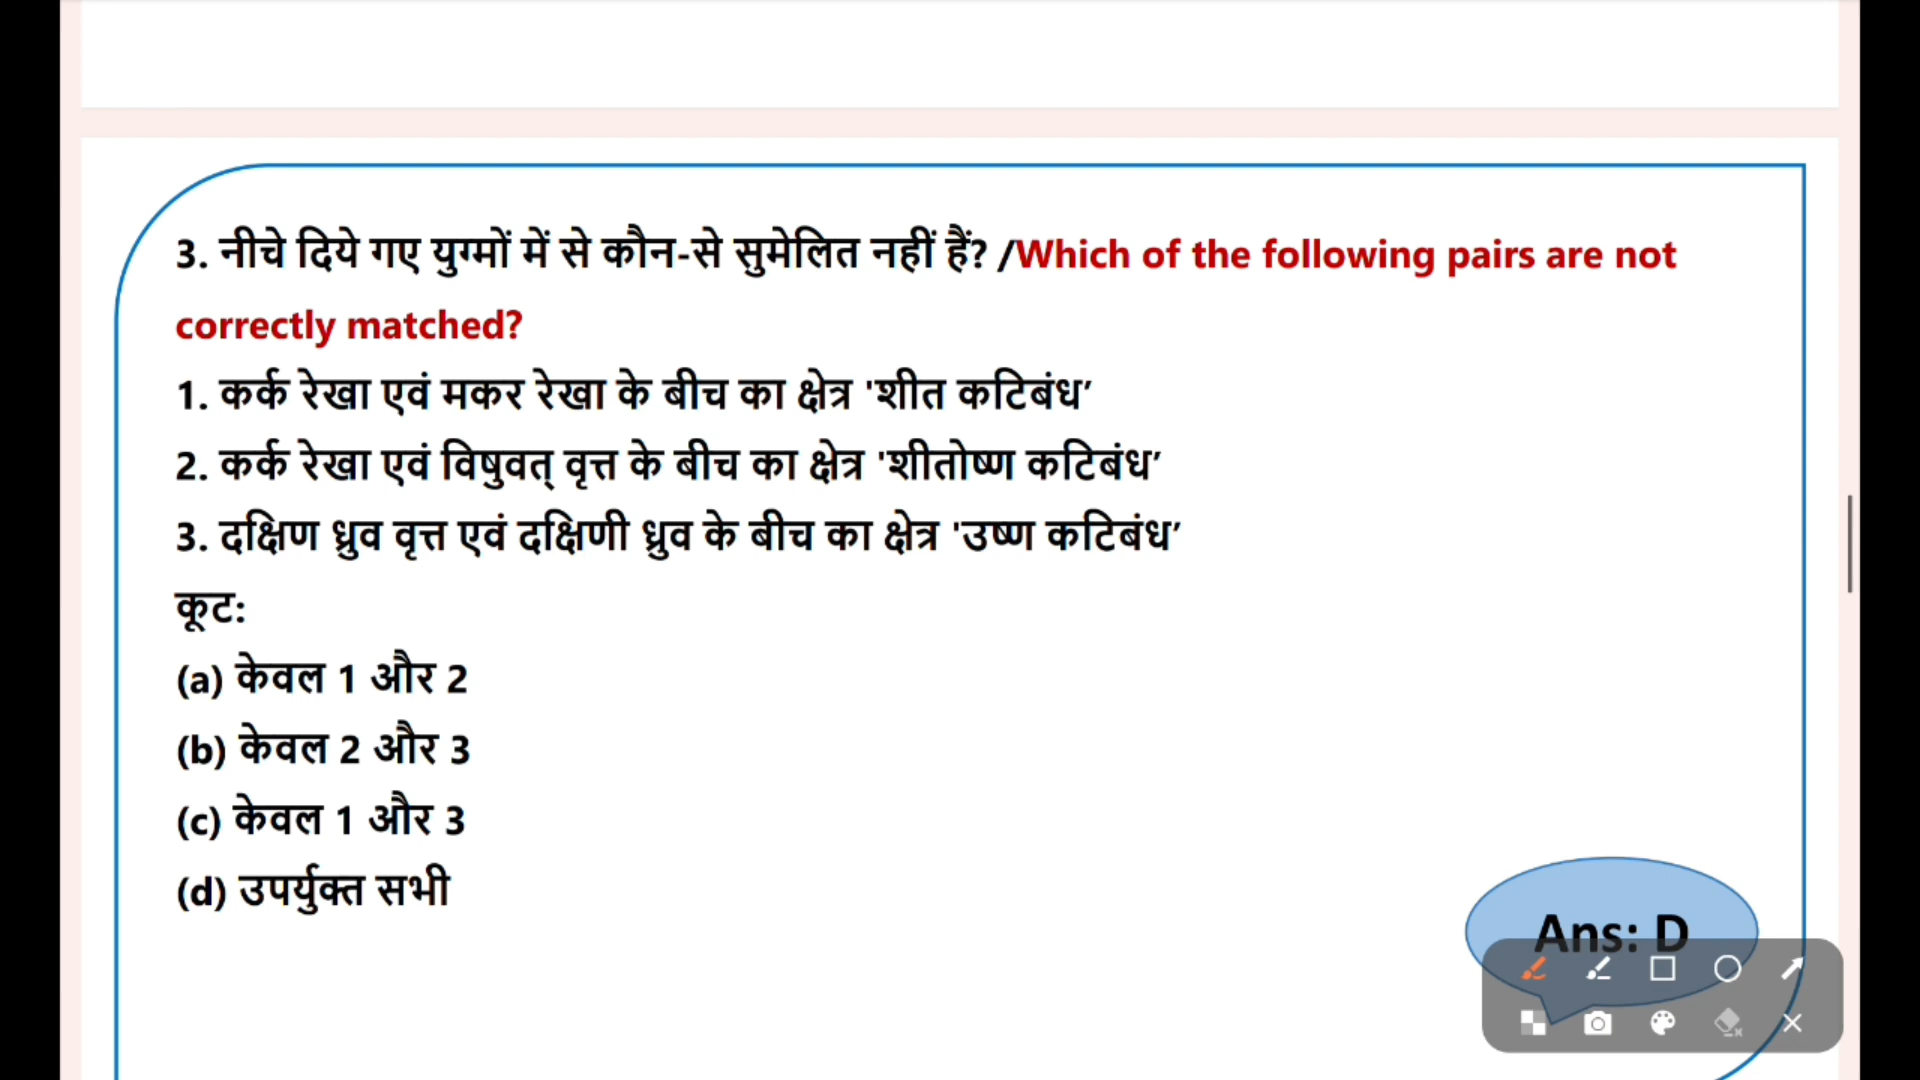 3. नीचे दिये गए युग्मों में से कौन-से सुमेलित नहीं हैं? /Which of the following pairs are not
correctly matched?
1. कर्क रेखा एवं मकर रेखा के बीच का क्षेत्र 'शीत कटिबंध’
2. कर्क रेखा एवं विषुवत् वृत्त के बीच का क्षेत्र 'शीतोष्ण कटिबंध’
3. दक्षिण ध्रुव वृत्त एवं दक्षिणी ध्रुव के बीच का क्षेत्र 'उष्ण कटिबंध’
कूट:
(a) केवल 1 और 2
(b) केवल 2 और 3
(c) केवल 1 और 3
(d) उपर्युक्त सभी
Ans: D